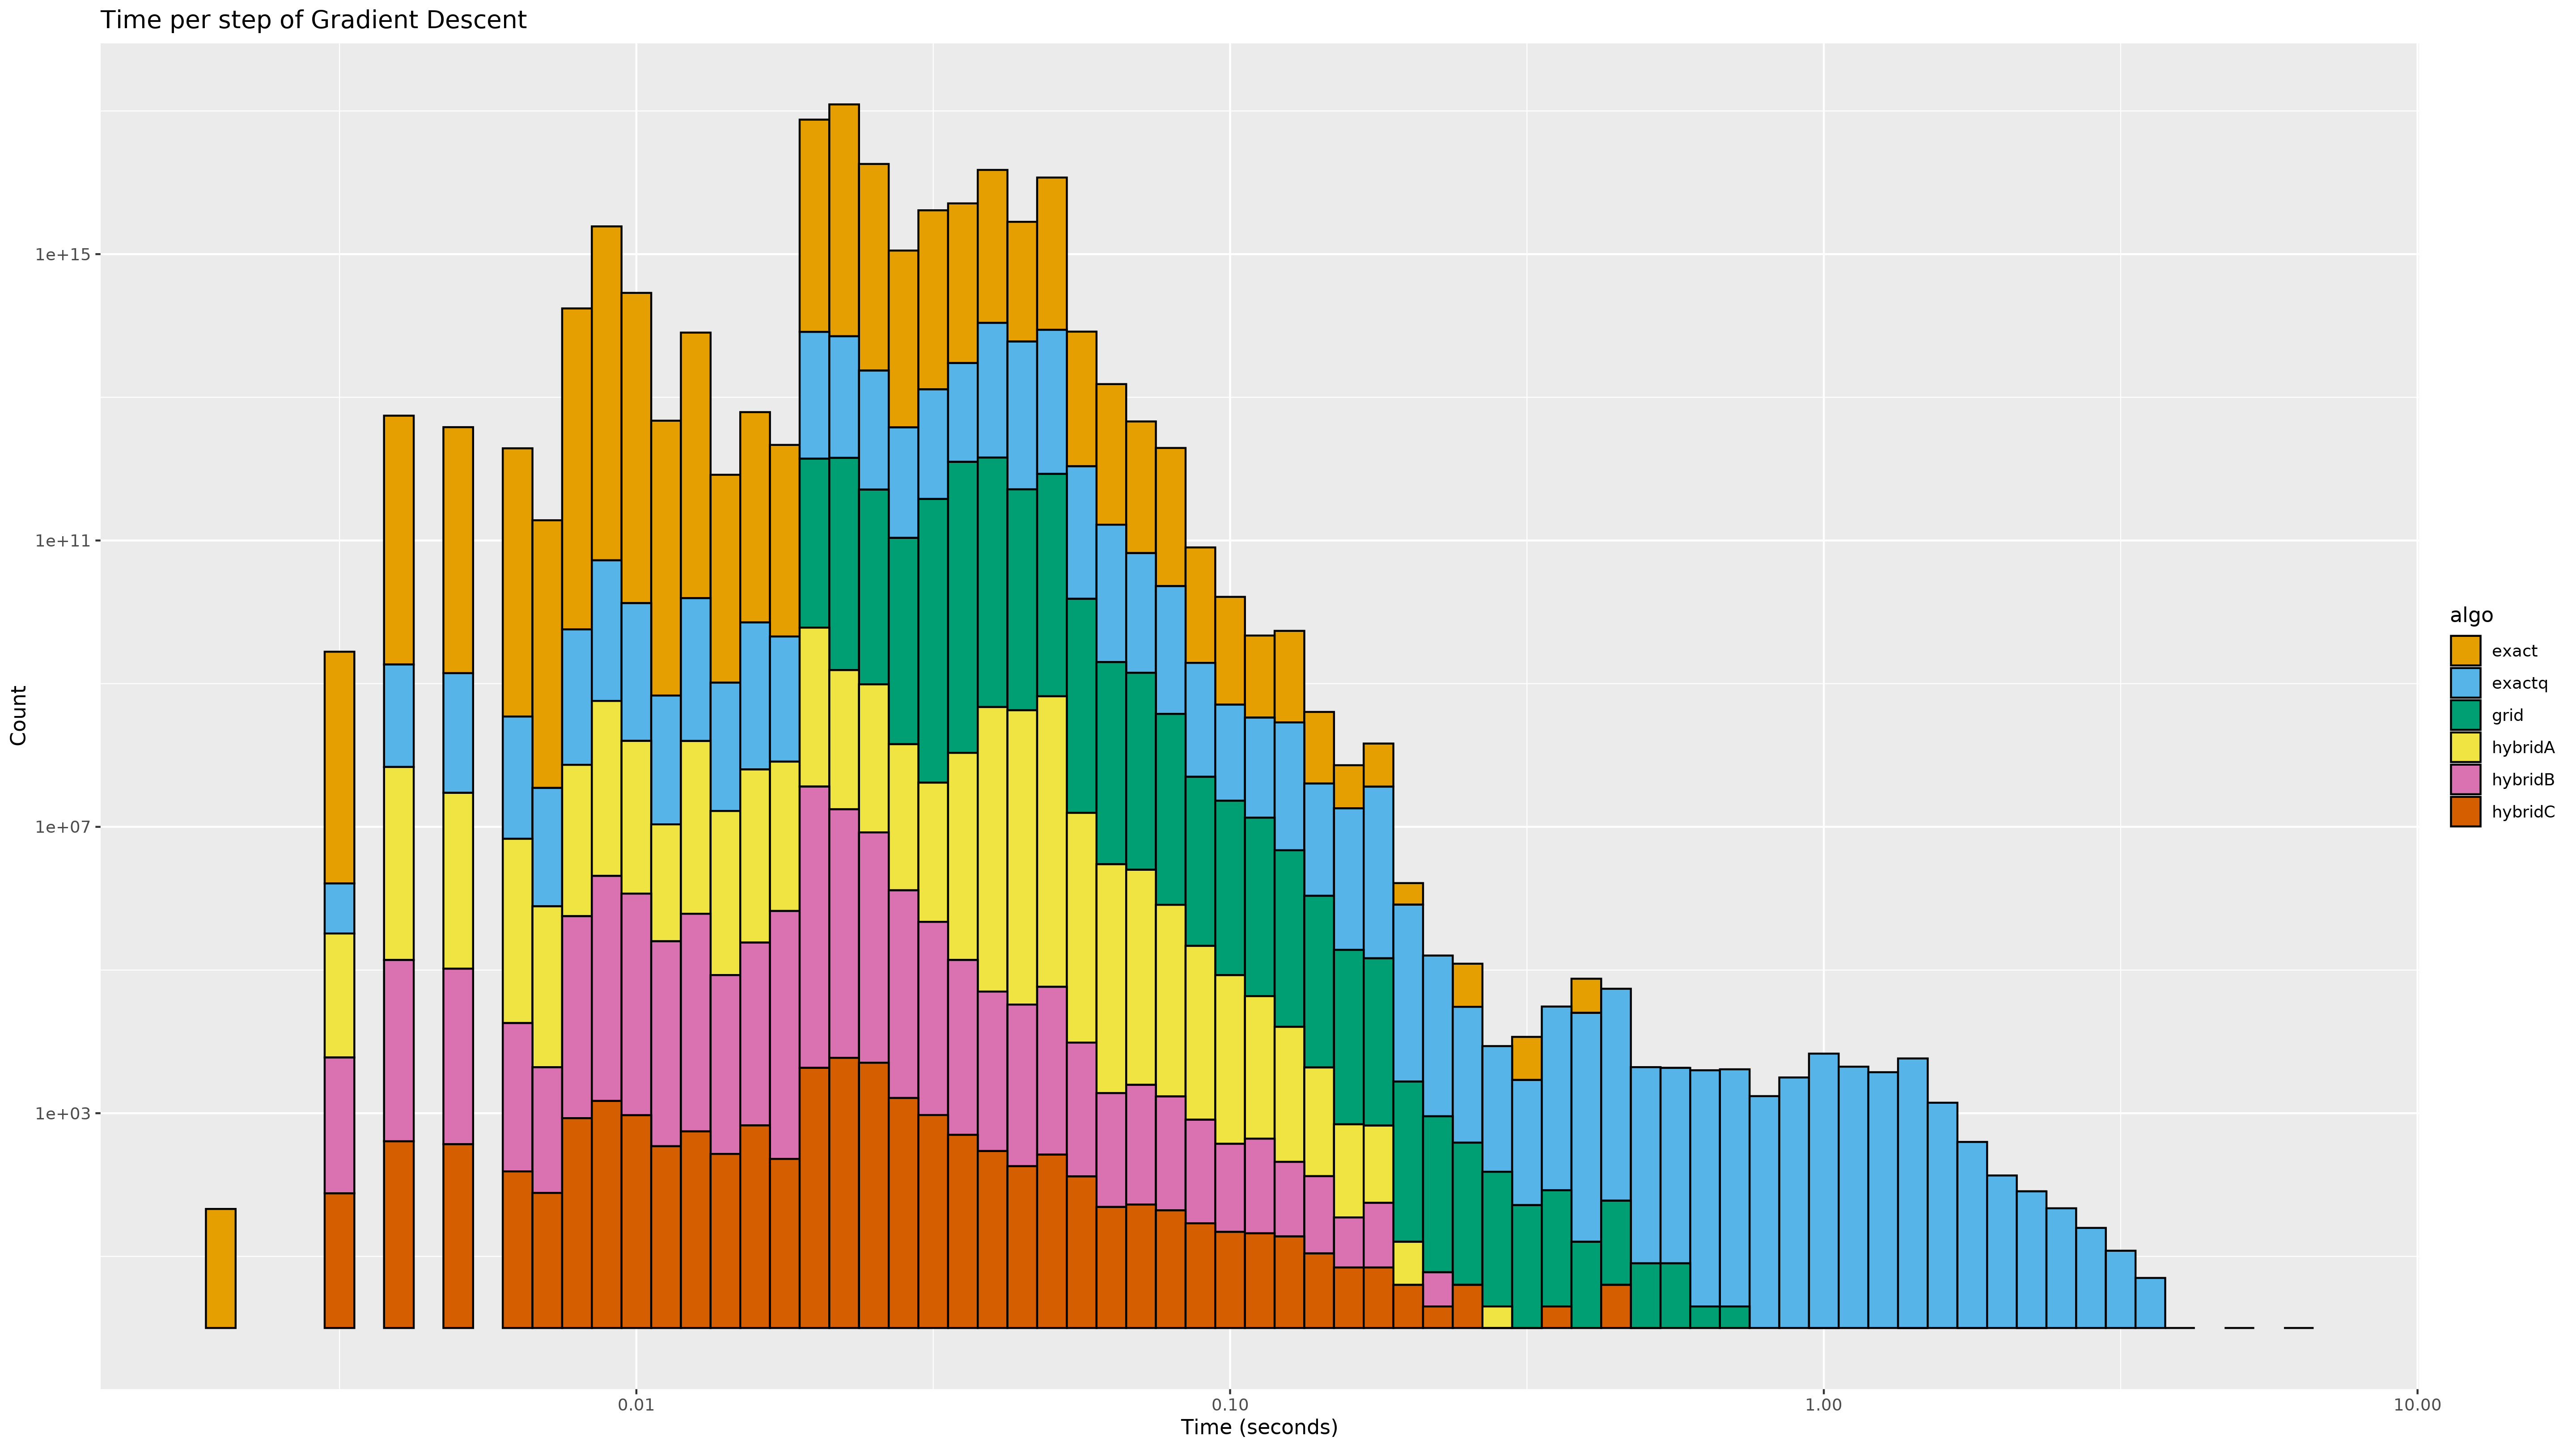 Time per step of Gradient Descent
Count
1e+15
1e+11
1e+07
1e+03
0.01
0.10
1.00
10.00
Time (seconds)
algo
exact
exactq
grid
hybridA
hybridB
hybridC